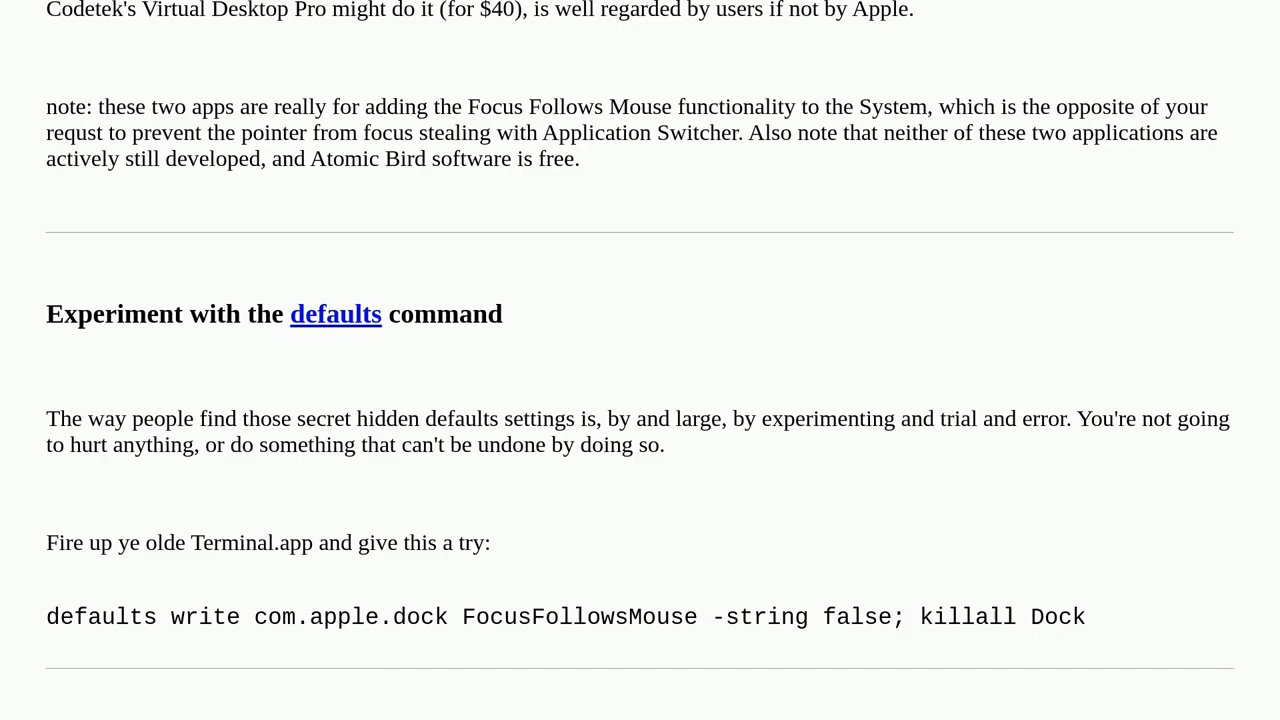 Codetek's Virtual Desktop Pro might do it (for $40), is well regarded by users if not by Apple.
note: these two apps are really for adding the Focus Follows Mouse functionality to the System, which is the opposite of your
requst to prevent the pointer from focus stealing with Application Switcher. Also note that neither of these two applications are
actively still developed, and Atomic Bird software is free.
Experiment with the defaults command
The way people find those secret hidden defaults settings is, by and large, by experimenting and trial and error. You're not going
to hurt anything, or do something that can't be undone by doing so.
Fire up ye olde Terminal.app and give this a try:
defaults write com.apple.dock FocusFollowsMouse -string false; killall Dock